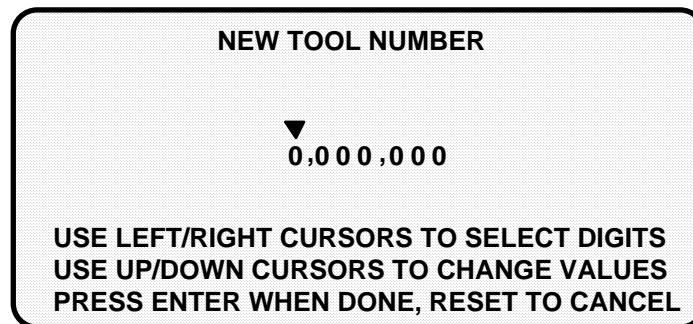 NEW TOOL NUMBER
0,000,000
USE LEFT/RIGHT CURSORS TO SELECT DIGITS
USE UP/DOWN CURSORS TO CHANGE VALUES
PRESS ENTER WHEN DONE, RESET TO CANCEL